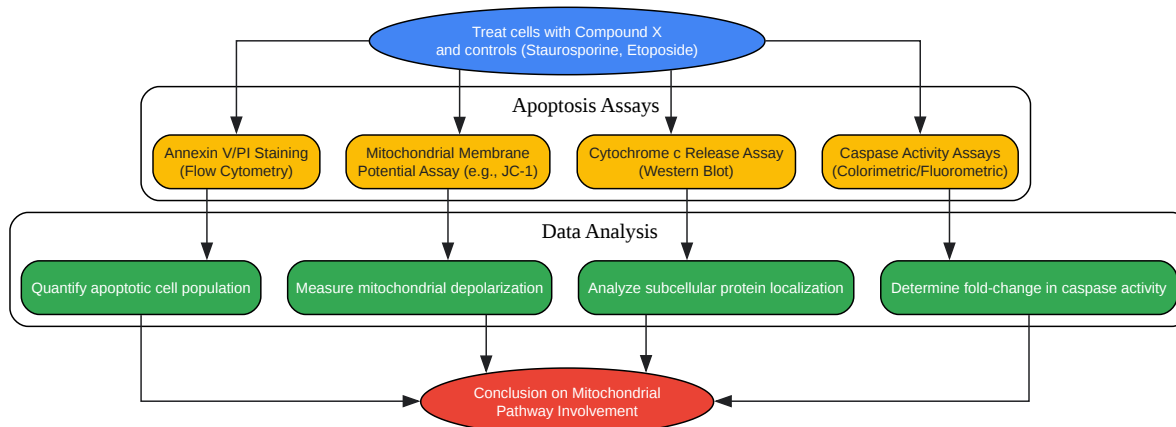 Treat cells with Compound X
and controls (Staurosporine, Etoposide)
Apoptosis Assays
Annexin V/PI Staining
(Flow Cytometry)
Mitochondrial Membrane
Potential Assay (e.g., JC-1)
Cytochrome c Release Assay
(Western Blot)
Caspase Activity Assays
(Colorimetric/Fluorometric)
Data Analysis
Quantify apoptotic cell population
Measure mitochondrial depolarization
Analyze subcellular protein localization
Determine fold-change in caspase activity
Conclusion on Mitochondrial
Pathway Involvement